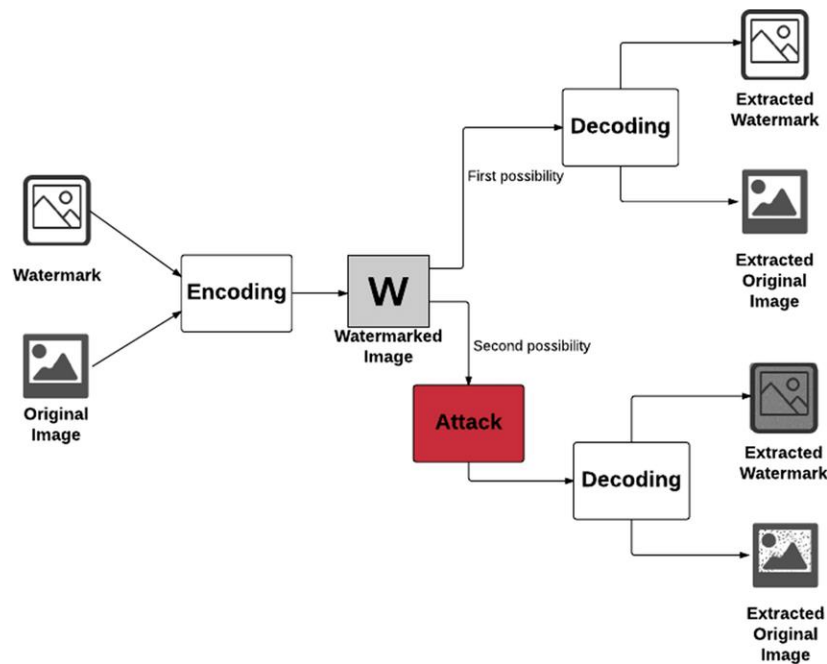 Watermark
Original
Image
Encoding
W
Watermarked
Image
First possibility
Decoding
Extracted
Watermark
Extracted
Original
Image
Second possibility
Attack
Decoding
Extracted
Watermark
Extracted
Original
Image